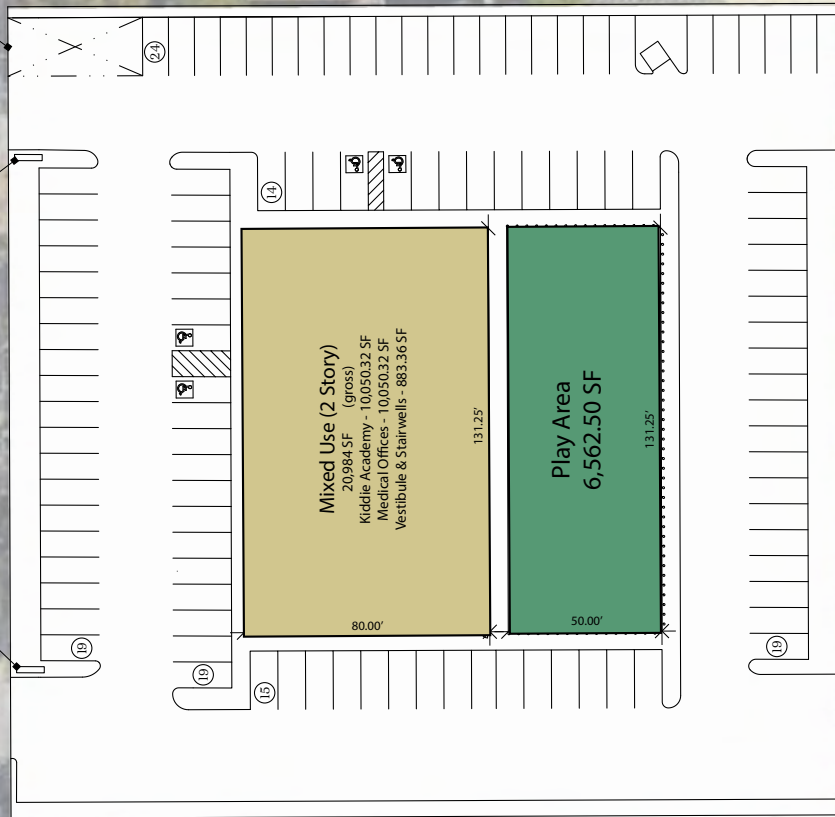 24
14
Mixed Use (2 Story)
20,984 SF (gross)
Kiddie Academy - 10,050.32 SF
Medical Offices - 10,050.32 SF
Vestibule & Stairwells - 883.36 SF
131.25'
80.00'
Play Area
6,562.50 SF
131.25'
50.00'
19
19
15
19